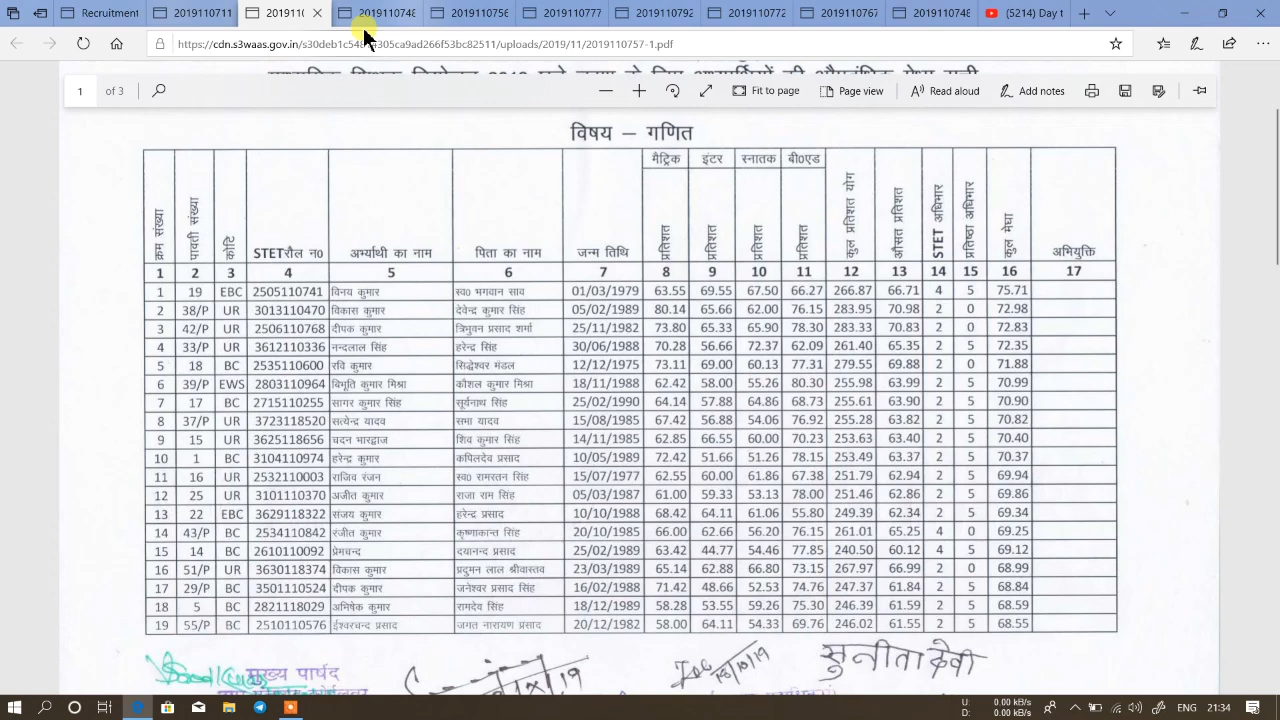 Recruitment
2019110711
201911O
2019110748
2019110756
2019110777
2019110792
2019110772
2019110767
2019110748
(5214) Day t
https://cdn.s3waas.gov.in/s30deb1c54814305ca9ad266f53bc82511/uploads/2019/11/2019110757-1.pdf
1 of 3
Fit to page
Page view
Read aloud
Add notes
विषय – गणित
मैट्रिक इंटर स्नातक बी०एड
क्रम संख्या पावती संख्या कोटि STETरौल न0 अर्भ्याथी का नाम पिता का नाम जन्म तिथि प्रतिशत प्रतिशत प्रतिशत प्रतिशत कुल प्रतिशत योग औसत प्रतिशत STET अधिभार प्रतिष्ठा अधिभार कुल मेघा अभियुक्ति
1 2 3 4 5 6 7 8 9 10 11 12 13 14 15 16 17
1 19 EBC 2505110741 विनय कुमार स्व० भगवान साव 01/03/1979 63.55 69.55 67.50 66.27 266.87 66.71 4 5 75.71
2 38/P UR 3013110470 विकास कुमार देवेन्द्र कुमार सिंह 05/02/1989 80.14 65.66 62.00 76.15 283.95 70.98 2 0 72.98
3 42/P UR 2506110768 दीपक कुमार त्रिभुवन प्रसाद शर्मा 25/11/1982 73.80 65.33 65.90 78.30 283.33 70.83 2 0 72.83
4 33/P UR 3612110336 नन्दलाल सिंह हरेन्द्र सिंह 30/06/1988 70.28 56.66 72.37 62.09 261.40 65.35 2 5 72.35
5 18 BC 2535110600 रवि कुमार सिद्धेश्वर मंडल 12/12/1975 73.11 69.00 60.13 77.31 279.55 69.88 2 0 71.88
6 39/P EWS 2803110964 विभूति कुमार मिश्रा कौशल कुमार मिश्रा 18/11/1988 62.42 58.00 55.26 80.30 255.98 63.99 2 5 70.99
7 17 BC 2715110255 सागर कुमार सिंह सूर्यनाथ सिंह 25/02/1990 64.14 57.88 64.86 68.73 255.61 63.90 2 5 70.90
8 37/P UR 3723118520 सत्येन्द्र यादव सभा यादव 15/08/1985 67.42 56.88 54.06 76.92 255.28 63.82 2 5 70.82
9 15 UR 3625118656 चदन भारद्वाज शिव कुमार सिंह 14/11/1985 62.85 66.55 60.00 70.23 253.63 63.40 2 5 70.40
10 1 BC 3104110974 हरेन्द्र कुमार कपिलदेव प्रसाद 10/05/1989 72.42 51.66 51.26 78.15 253.49 63.37 2 5 70.37
11 16 UR 2532110003 राजिव रंजन स्व० रामरतन सिंह 15/07/1977 62.55 60.00 61.86 67.38 251.79 62.94 2 5 69.94
12 25 UR 3101110370 अजीत कुमार राजा राम सिंह 05/03/1987 61.00 59.33 53.13 78.00 251.46 62.86 2 5 69.86
13 22 EBC 3629118322 संजय कुमार हरेन्द्र प्रसाद 10/10/1988 68.42 64.11 61.06 55.80 249.39 62.34 2 5 69.34
14 43/P BC 2534110842 रंजीत कुमार कृष्णाकान्त सिंह 20/10/1985 66.00 62.66 56.20 76.15 261.01 65.25 4 0 69.25
15 14 BC 2610110092 प्रेमचन्द दयानन्द प्रसाद 25/02/1989 63.42 44.77 54.46 77.85 240.50 60.12 4 5 69.12
16 51/P UR 3630118374 विकास कुमार प्रदुमन लाल श्रीवास्तव 23/03/1989 65.14 62.88 66.80 73.15 267.97 66.99 2 0 68.99
17 29/P BC 3501110524 दीपक कुमार जनेश्वर प्रसाद सिंह 16/02/1988 71.42 48.66 52.53 74.76 247.37 61.84 2 5 68.84
18 5 BC 2821118029 अभिषेक कुमार रामदेव सिंह 18/12/1989 58.28 53.55 59.26 75.30 246.39 61.59 2 5 68.59
19 55/P BC 2510110576 ईश्वरचन्द प्रसाद जगत नारायण प्रसाद 20/12/1982 58.00 64.11 54.33 69.76 246.02 61.55 2 5 68.55
मुख्य पार्षद
सुनीता देवी
U: 0.00 kB/s
D: 0.00 kB/s
ENG 21:34